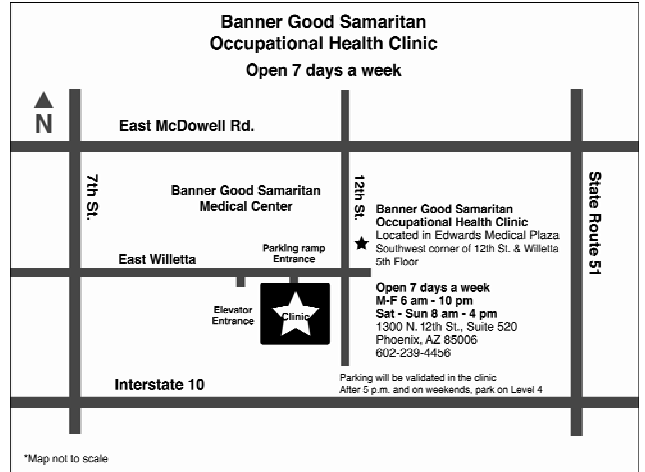 Banner Good Samaritan
Occupational Health Clinic
Open 7 days a week
N
East McDowell Rd.
7th St.
Banner Good Samaritan
Medical Center
12th St.
State Route 51
Banner Good Samaritan
Occupational Health Clinic
Located in Edwards Medical Plaza
Southwest corner of 12th St. & Willetta
5th Floor
Parking ramp
Entrance
East Willetta
Elevator
Entrance
Clinic
Open 7 days a week
M-F 6 am - 10 pm
Sat - Sun 8 am - 4 pm
1300 N. 12th St., Suite 520
Phoenix, AZ 85006
602-239-4456
Interstate 10
Parking will be validated in the clinic
After 5 p.m. and on weekends, park on Level 4
*Map not to scale